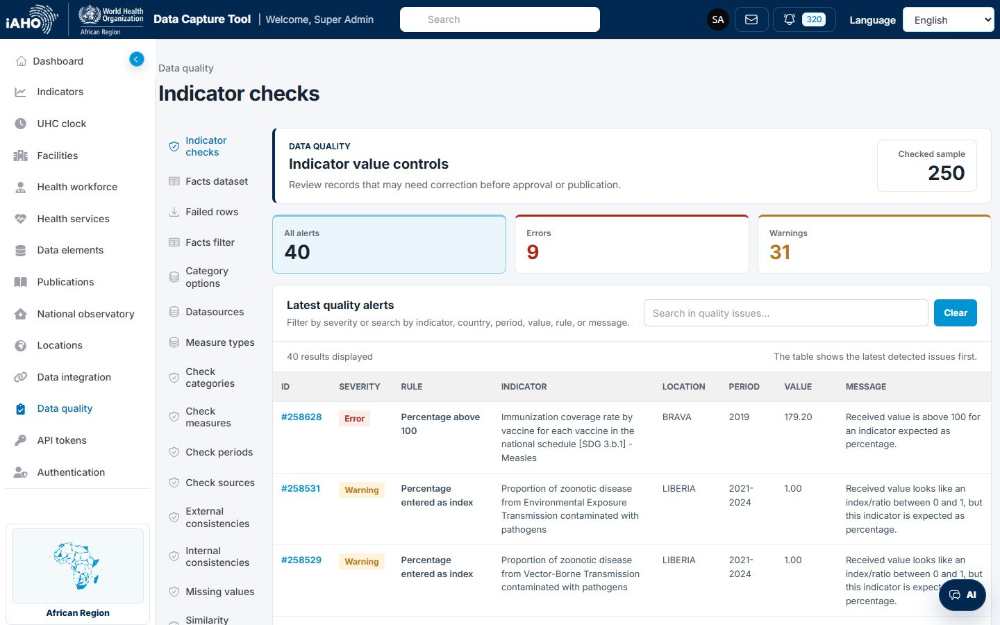 iAHO
World Health
Organization
African Region
Data Capture Tool
Welcome, Super Admin
Search
SA
320
Language
English
Dashboard
Indicators
UHC clock
Facilities
Health workforce
Health services
Data elements
Publications
National observatory
Locations
Data integration
Data quality
API tokens
Authentication
African Region
Data quality
Indicator checks
Indicator
checks
Facts dataset
Failed rows
Facts filter
Category
options
Datasources
Measure types
Check
categories
Check
measures
Check periods
Check sources
External
consistencies
Internal
consistencies
Missing values
Similarity
DATA QUALITY
Indicator value controls
Review records that may need correction before approval or publication.
Checked sample
250
All alerts
40
Errors
9
Warnings
31
Latest quality alerts
Filter by severity or search by indicator, country, period, value, rule, or message.
Search in quality issues...
Clear
40 results displayed
The table shows the latest detected issues first.
ID SEVERITY RULE INDICATOR LOCATION PERIOD VALUE MESSAGE
#258628 Error Percentage above Immunization coverage rate by BRAVA 2019 179.20 Received value is above 100 for
100 vaccine for each vaccine in the an indicator expected as
national schedule [SDG 3.b.1] - percentage.
Measles
#258531 Warning Percentage Proportion of zoonotic disease LIBERIA 2021- 1.00 Received value looks like an
entered as index from Environmental Exposure 2024 index/ratio between 0 and 1, but
Transmission contaminated with this indicator is expected as
pathogens percentage.
#258529 Warning Percentage Proportion of zoonotic disease LIBERIA 2021- 1.00 Received value looks like an
entered as index from Vector-Borne Transmission 2024 index/ratio between 0 and 1, but
contaminated with pathogens this indicator is
percentage.
AI